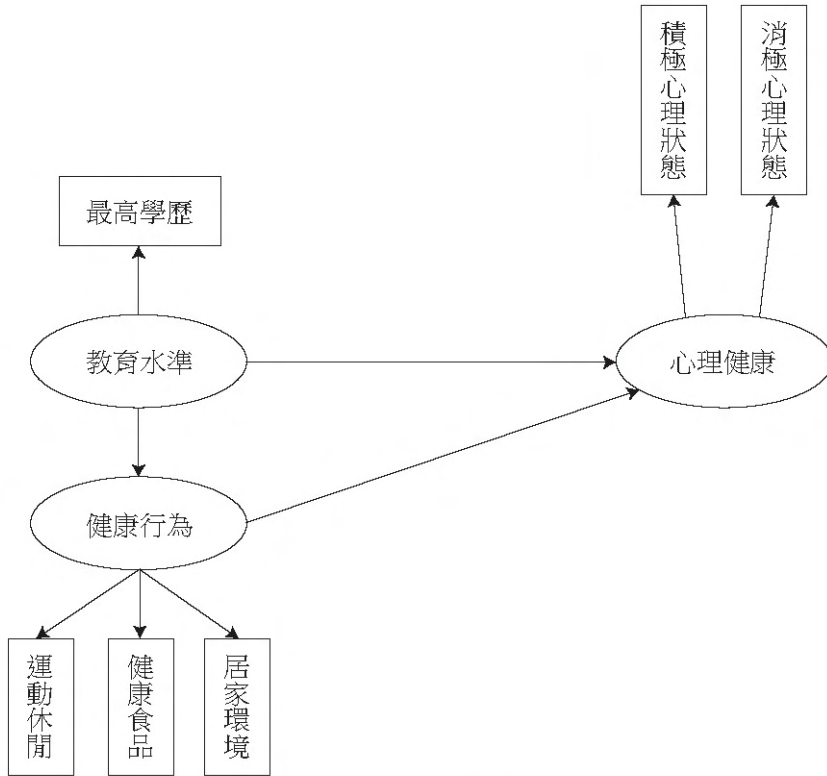 積極心理狀態
消極心理狀態
最高學歷
教育水準
心理健康
健康行為
運動休閒
健康食品
居家環境